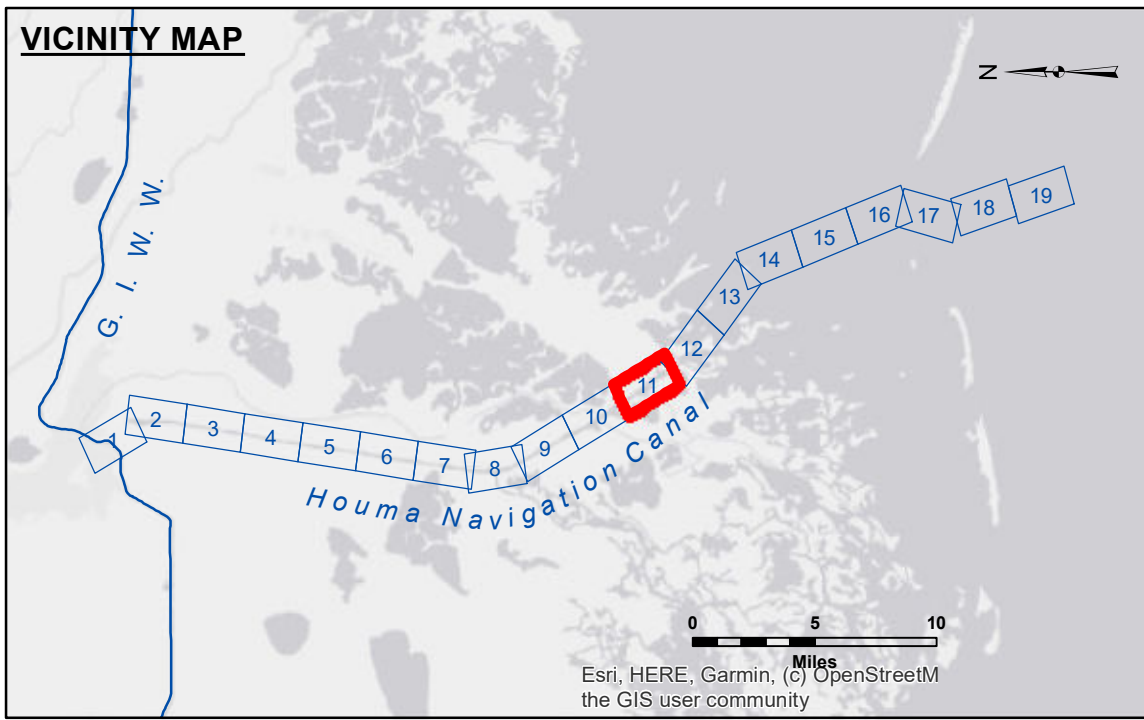 VICINITY MAP
N
G. I. W. W.
1
2
3
4
5
6
7
8
9
10
11
12
13
14
15
16
17
18
19
Houma Navigation Canal
0 5 10
Miles
Esri, HERE, Garmin, (c) OpenStreetM
the GIS user community